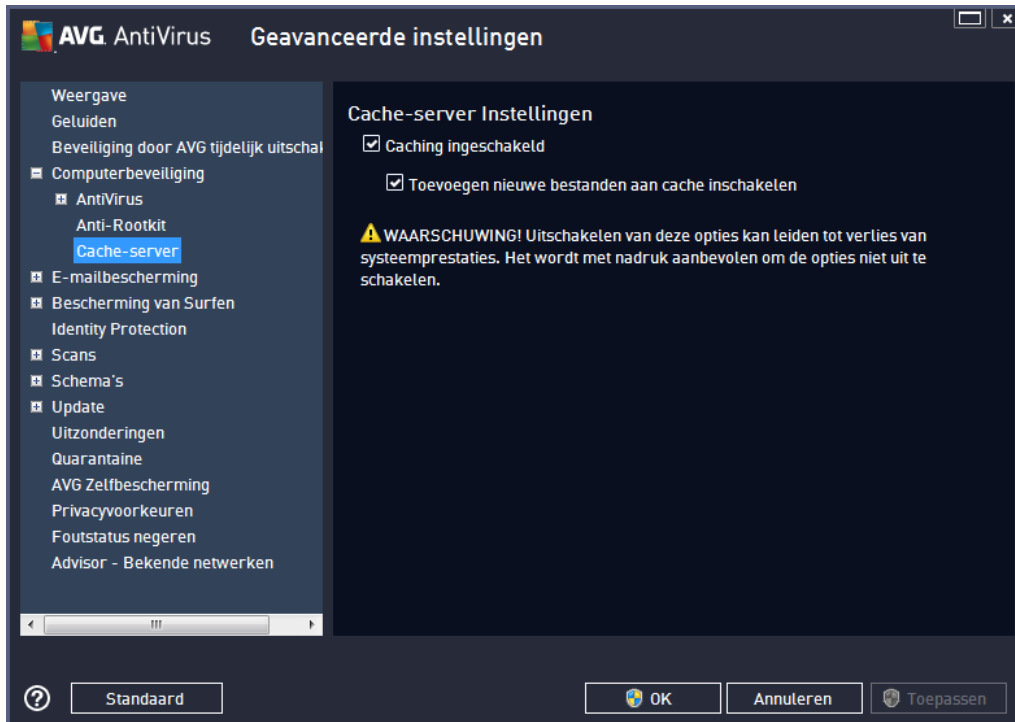 AVG. AntiVirus Geavanceerde instellingen
Weergave
Geluiden
Beveiliging door AVG tijdelijk uitschak
Computerbeveiliging
AntiVirus
Anti-Rootkit
Cache-server
E-mailbescherming
Bescherming van Surfen
Identity Protection
Scans
Schema's
Update
Uitzonderingen
Quarantaine
AVG Zelfbescherming
Privacyvoorkeuren
Foutstatus negeren
Advisor - Bekende netwerken
Cache-server Instellingen
Caching ingeschakeld
Toevoegen nieuwe bestanden aan cache inschakelen
WAARSCHUWING! Uitschakelen van deze opties kan leiden tot verlies van
systeemprestaties. Het wordt met nadruk aanbevolen om de opties niet uit te
schakelen.
Standaard
OK
Annuleren
Toepassen